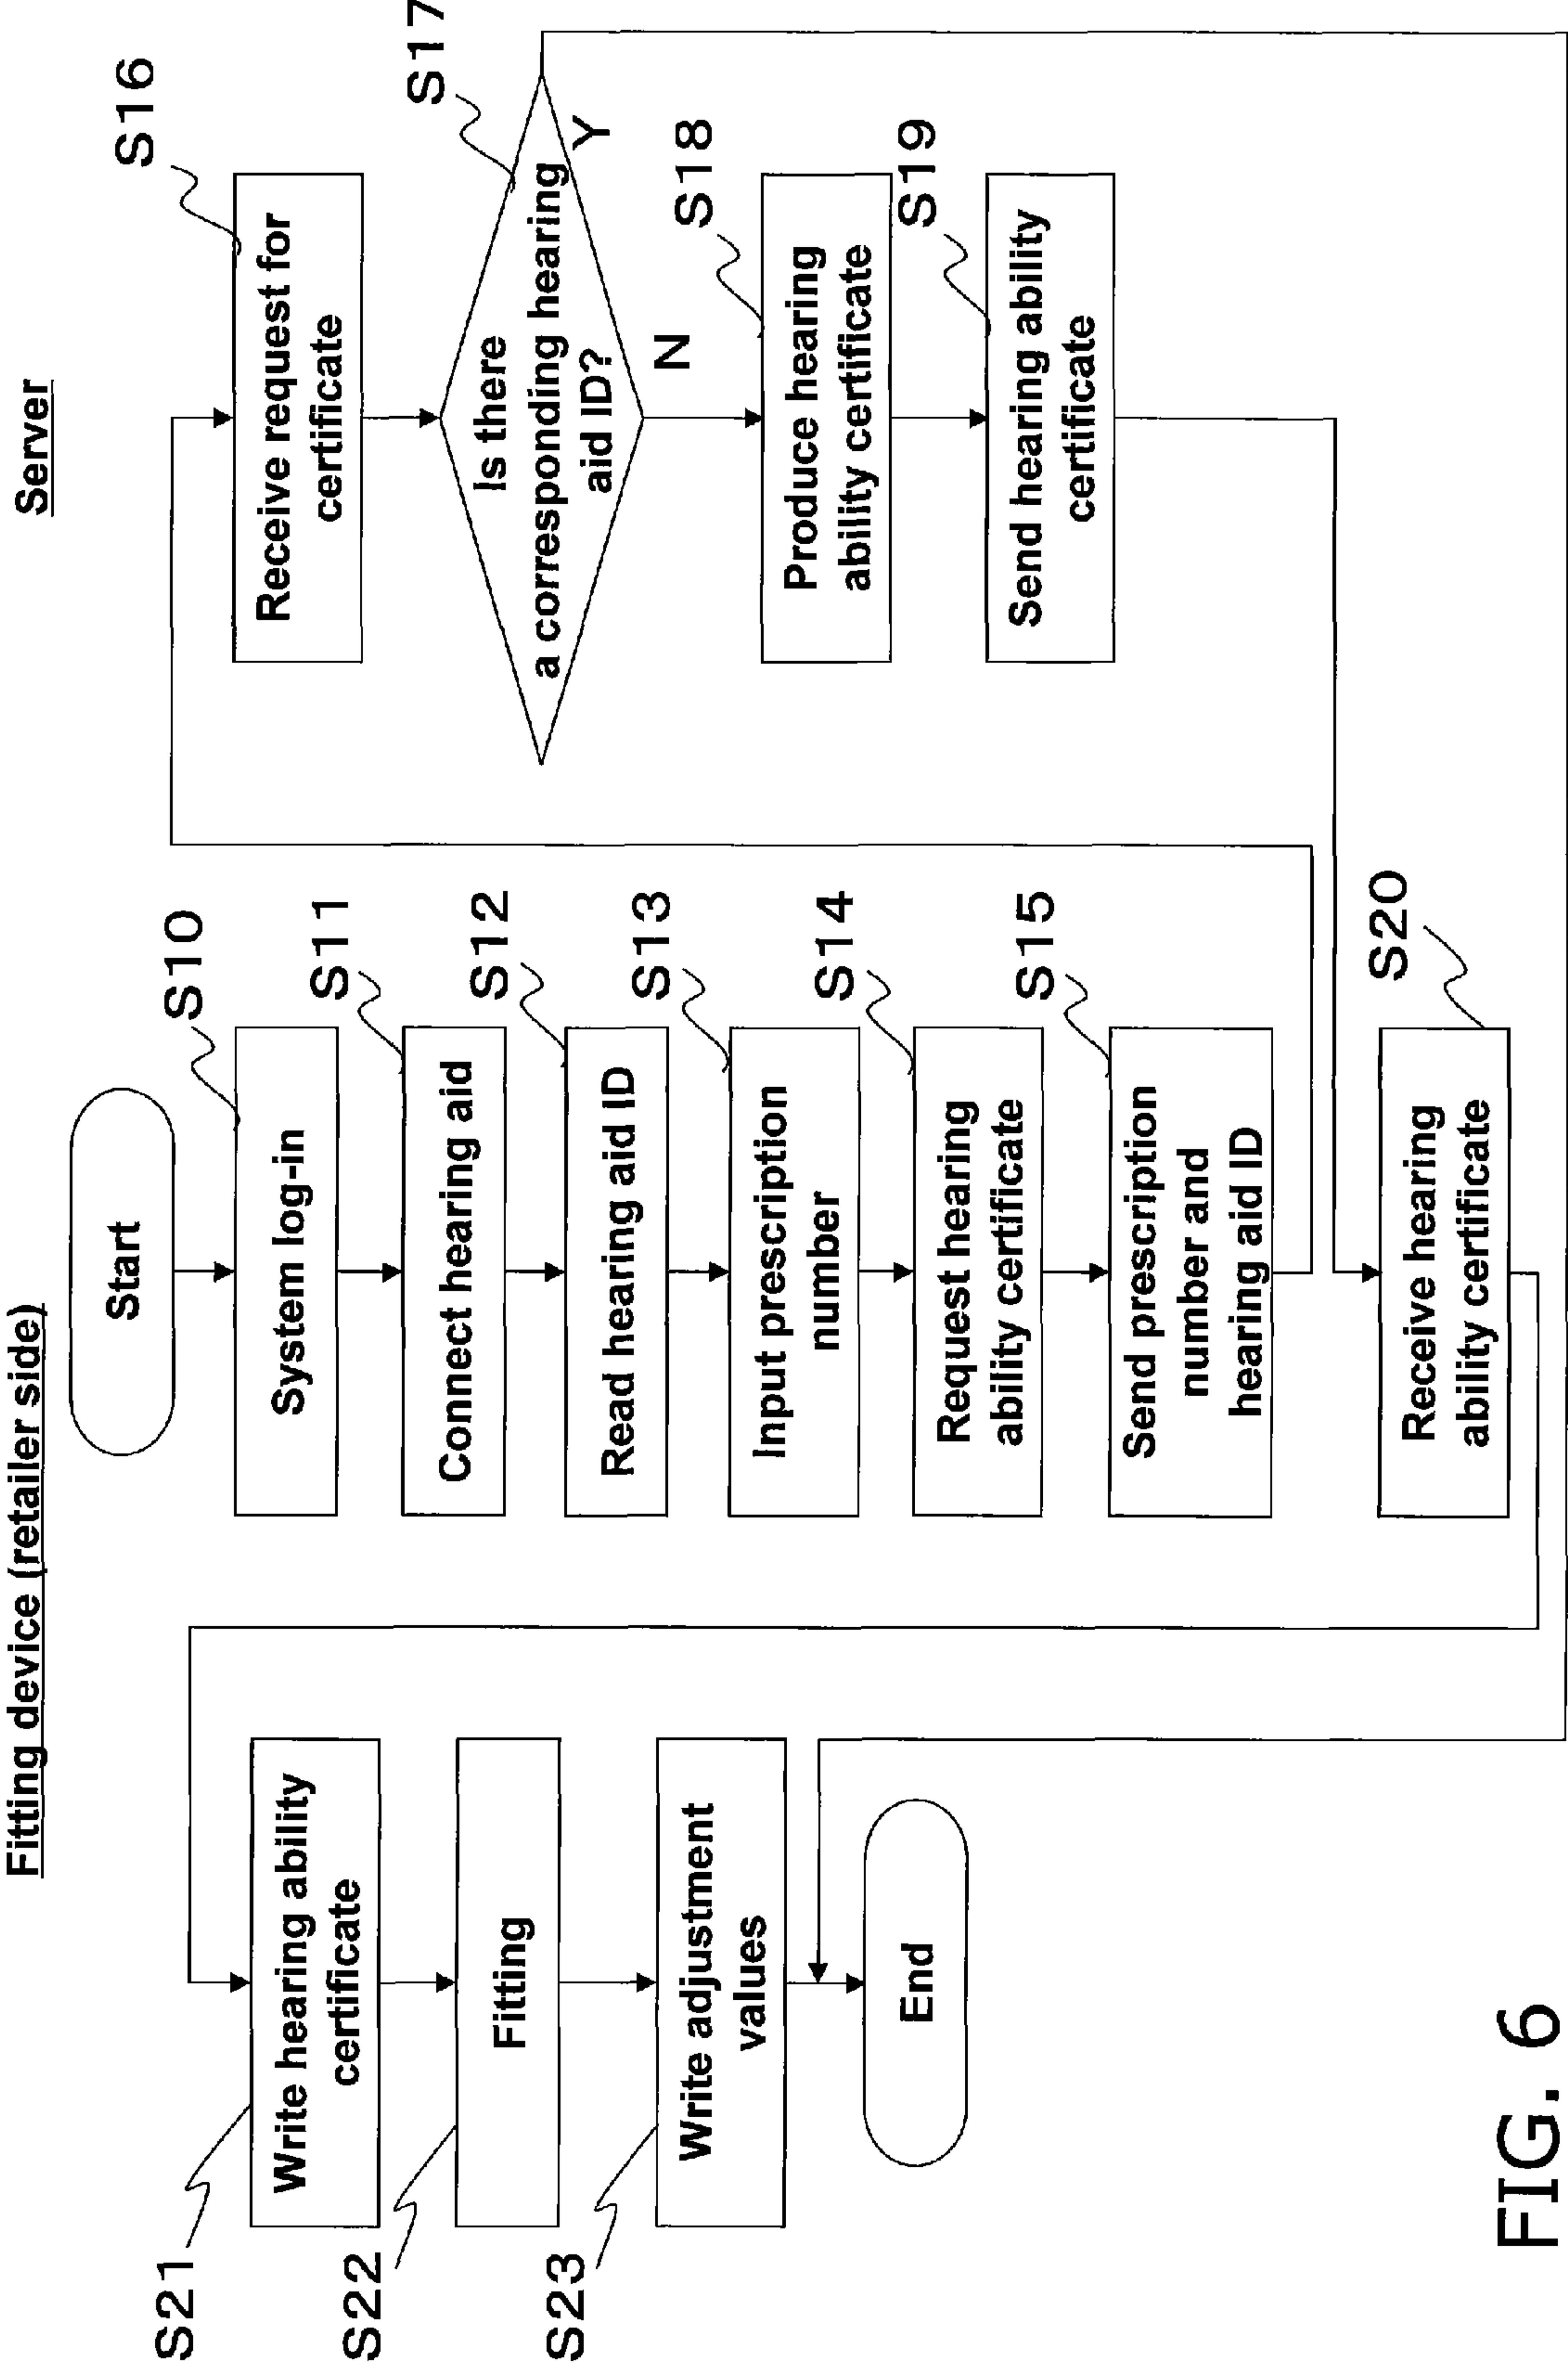 Fitting device (retailer side)
Server
Start
S10
System log-in
S11
Connect hearing aid
S12
Read hearing aid ID
S13
Input prescription
number
S14
Request hearing
ability certificate
S15
Send prescription
number and
hearing aid ID
S16
Receive request for
certificate
S17
Is there
a corresponding hearing
aid ID?
Y
N
S18
Produce hearing
ability certificate
S19
Send hearing ability
certificate
S20
Receive hearing
ability certificate
S21
Write hearing ability
certificate
S22
Fitting
S23
Write adjustment
values
End
FIG. 6